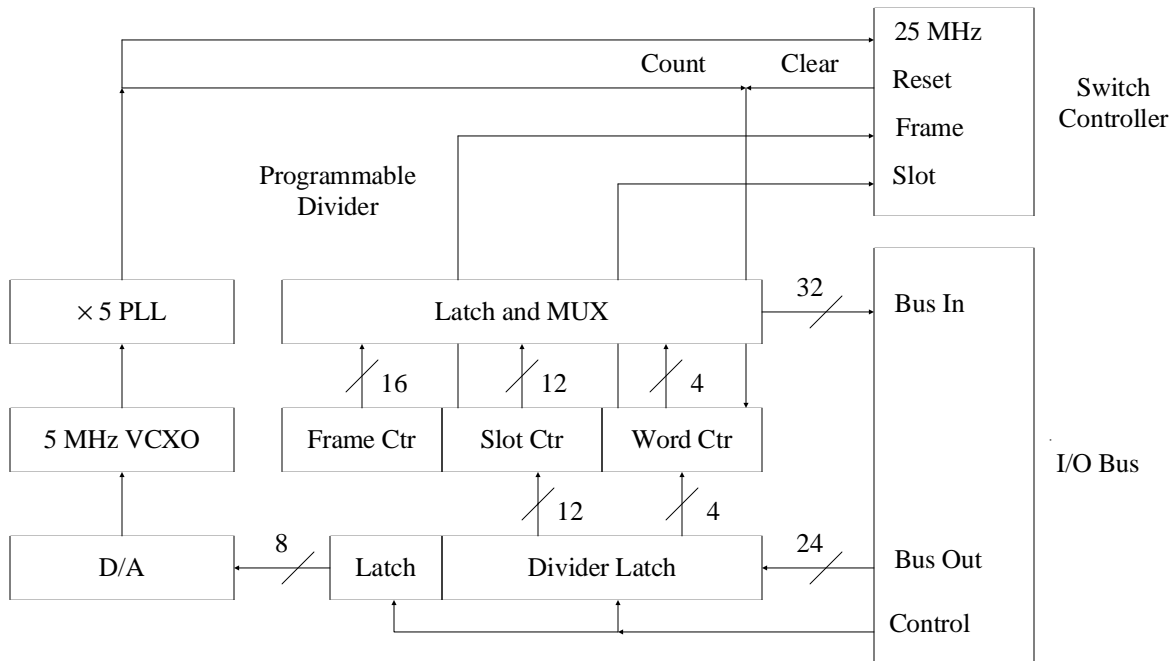 25 MHz
Count
Clear
Reset
Switch
Controller
Frame
Programmable
Divider
Slot
× 5 PLL
Latch and MUX
32
Bus In
16
12
4
5 MHz VCXO
Frame Ctr
Slot Ctr
Word Ctr
I/O Bus
12
4
D/A
8
Latch
Divider Latch
24
Bus Out
Control